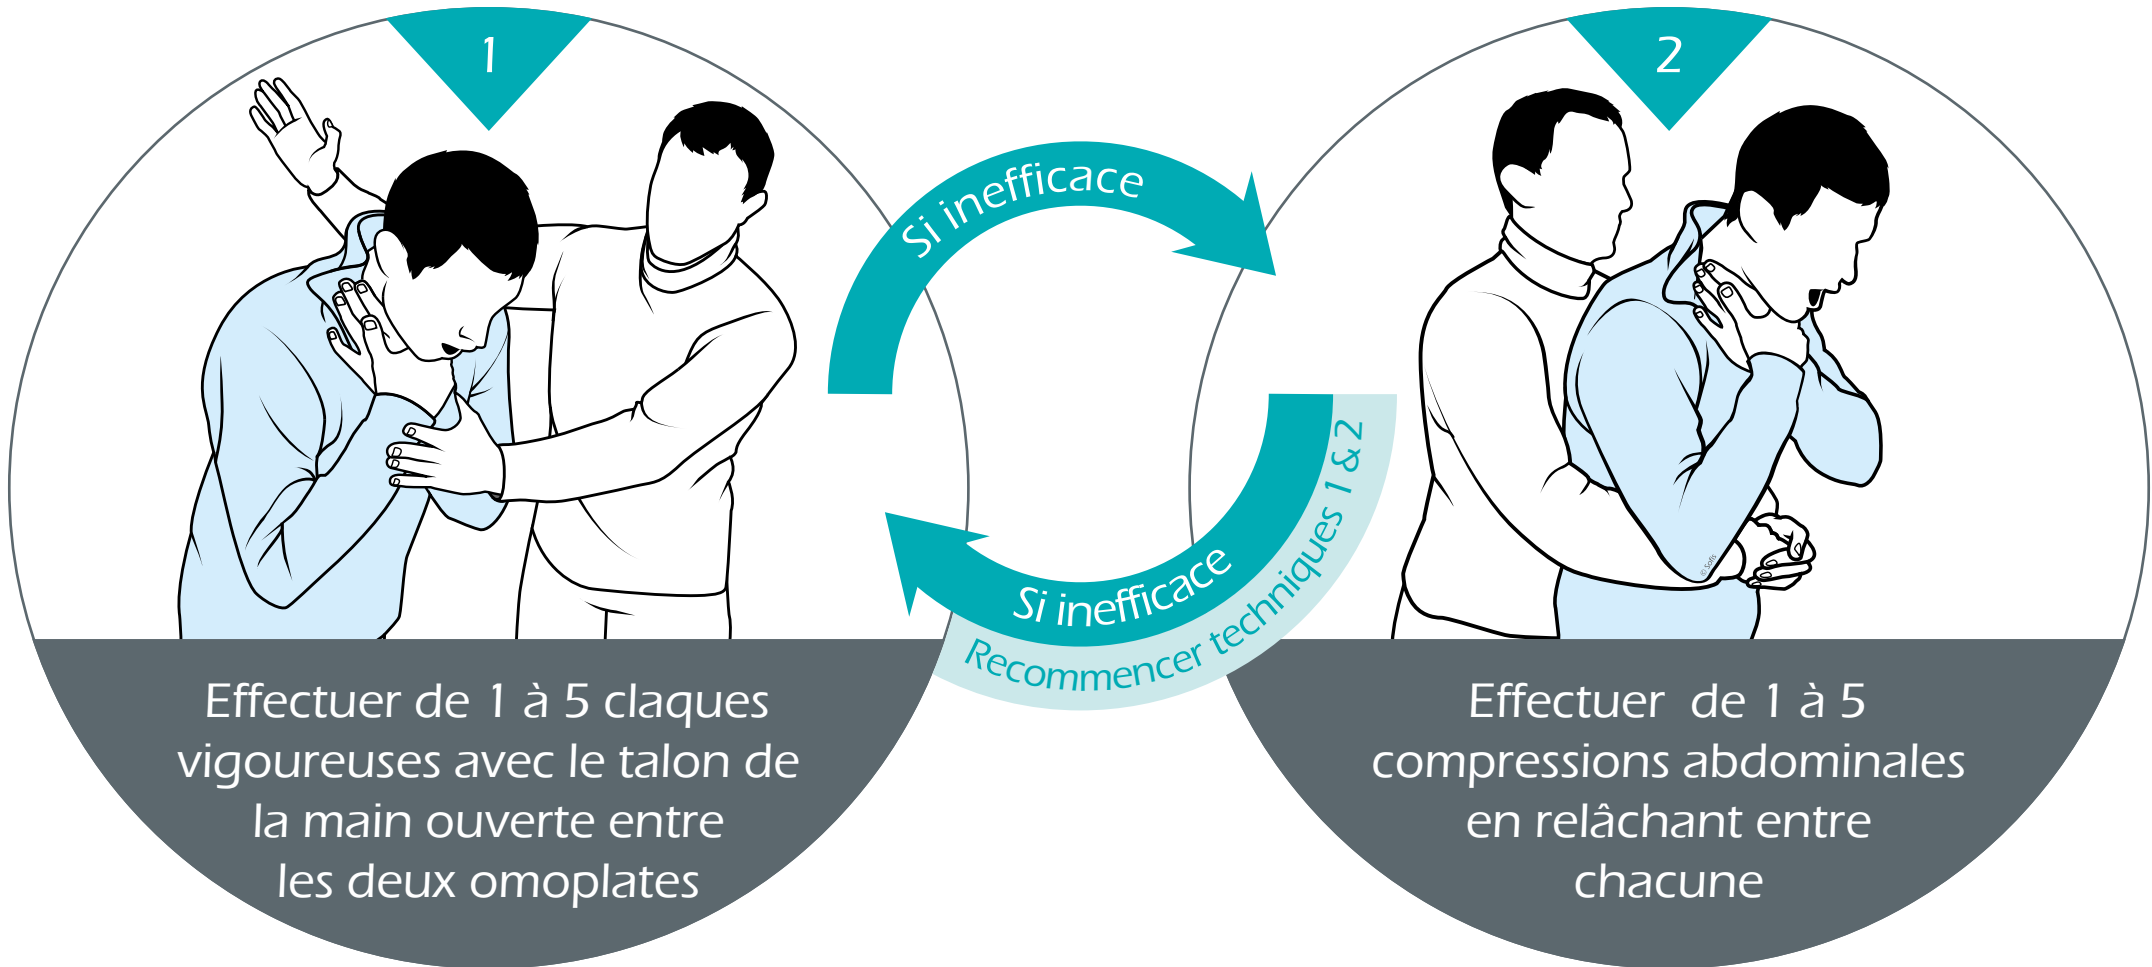 1
Effectuer de 1 à 5 claques
vigoureuses avec le talon de
la main ouverte entre
les deux omoplates
Si inefficace
2
Effectuer de 1 à 5
compressions abdominales
en relâchant entre
chacune
Si inefficace
Recommencer techniques 1 & 2
© Sofis